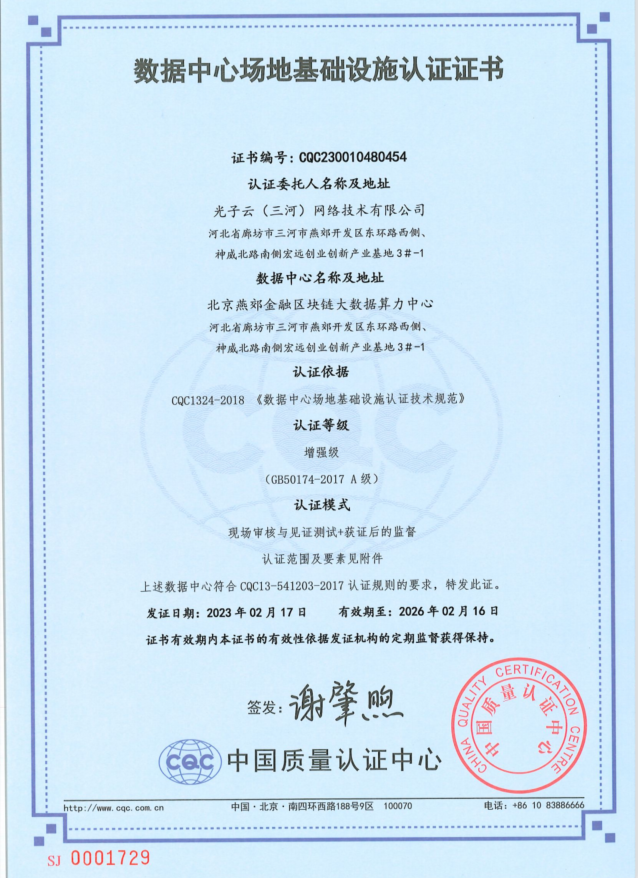 数据中心场地基础设施认证证书
证书编号：CQC230010480454
认证委托人名称及地址
光子云（三河）网络技术有限公司
河北省廊坊市三河市燕郊开发区东环路西侧、
神威北路南侧宏远创业创新产业基地3#-1
数据中心名称及地址
北京燕郊金融区块链大数据算力中心
河北省廊坊市三河市燕郊开发区东环路西侧、
神威北路南侧宏远创业创新产业基地3#-1
认证依据
CQC1324-2018 《数据中心场地基础设施认证技术规范》
认证等级
增强级
（GB50174-2017 A级）
认证模式
现场审核与见证测试+获证后的监督
认证范围及要素见附件
上述数据中心符合CQC13-541203-2017认证规则的要求，特发此证。
发证日期：2023年02月17日 有效期至：2026年02月16日
证书有效期内本证书的有效性依据发证机构的定期监督获得保持。
签发：谢肇煦
CHINA QUALITY CERTIFICATION CENTRE
中国质量认证中心
CQC 中国质量认证中心
http://www.cqc.com.cn 中国·北京·南四环西路188号9区 100070 电话：+86 10 83886666
SJ 0001729
CQC